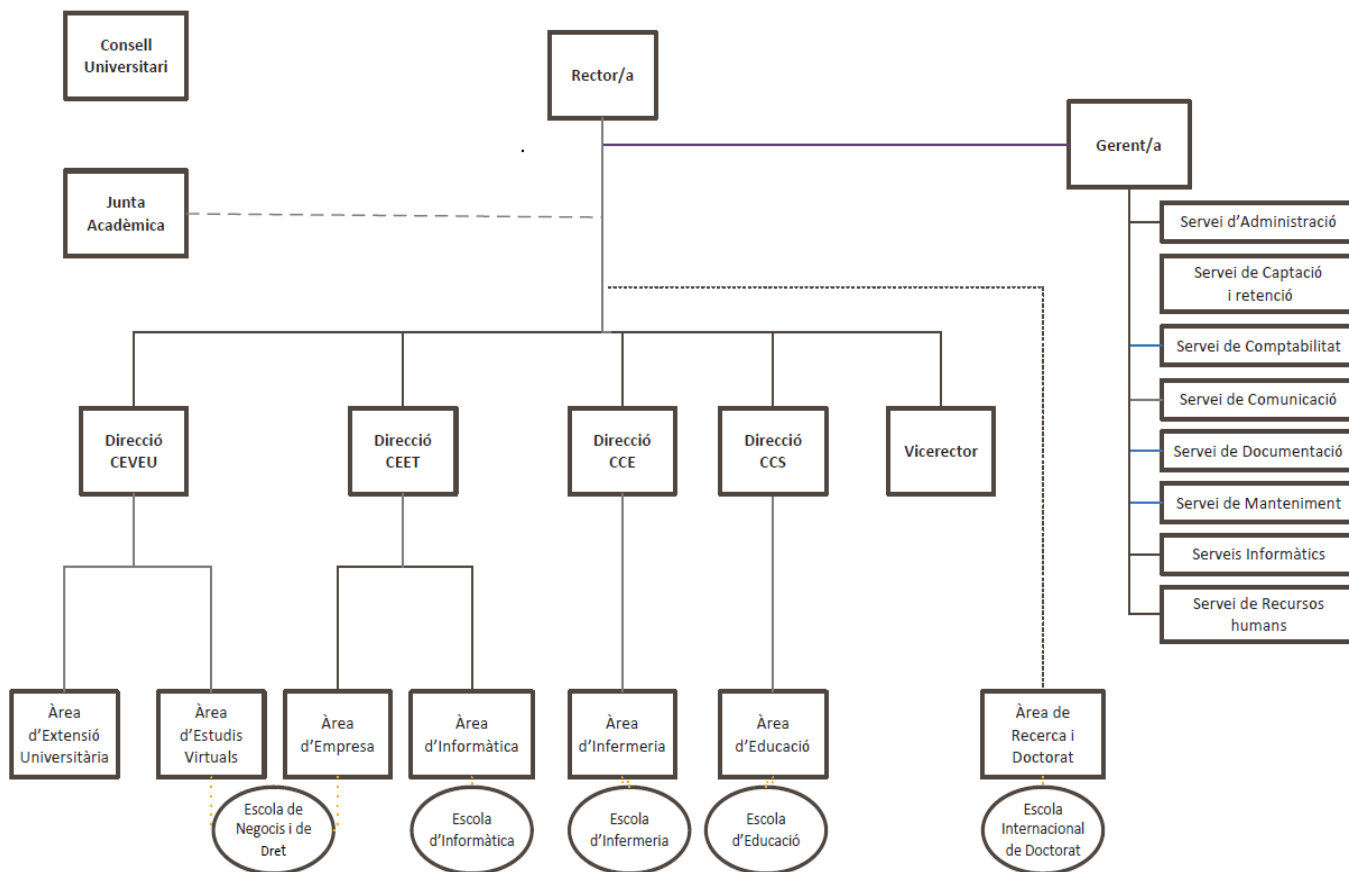 Consell
Universitari
Rector/a
Gerent/a
Junta
Acadèmica
Servei d'Administració
Servei de Captació
i retenció
Servei de Comptabilitat
Servei de Comunicació
Servei de Documentació
Servei de Manteniment
Serveis Informàtics
Servei de Recursos
humans
Direcció
CEVEU
Direcció
CEET
Direcció
CCE
Direcció
CCS
Vicerector
Àrea
d'Extensió
Universitària
Àrea
d'Estudis
Virtuals
Àrea
d'Empresa
Àrea
d'Informàtica
Àrea
d'Infermeria
Àrea
d'Educació
Àrea de
Recerca i
Doctorat
Escola de
Negocis i de
Dret
Escola
d'Informàtica
Escola
d'Infermeria
Escola
d'Educació
Escola
Internacional
de Doctorat